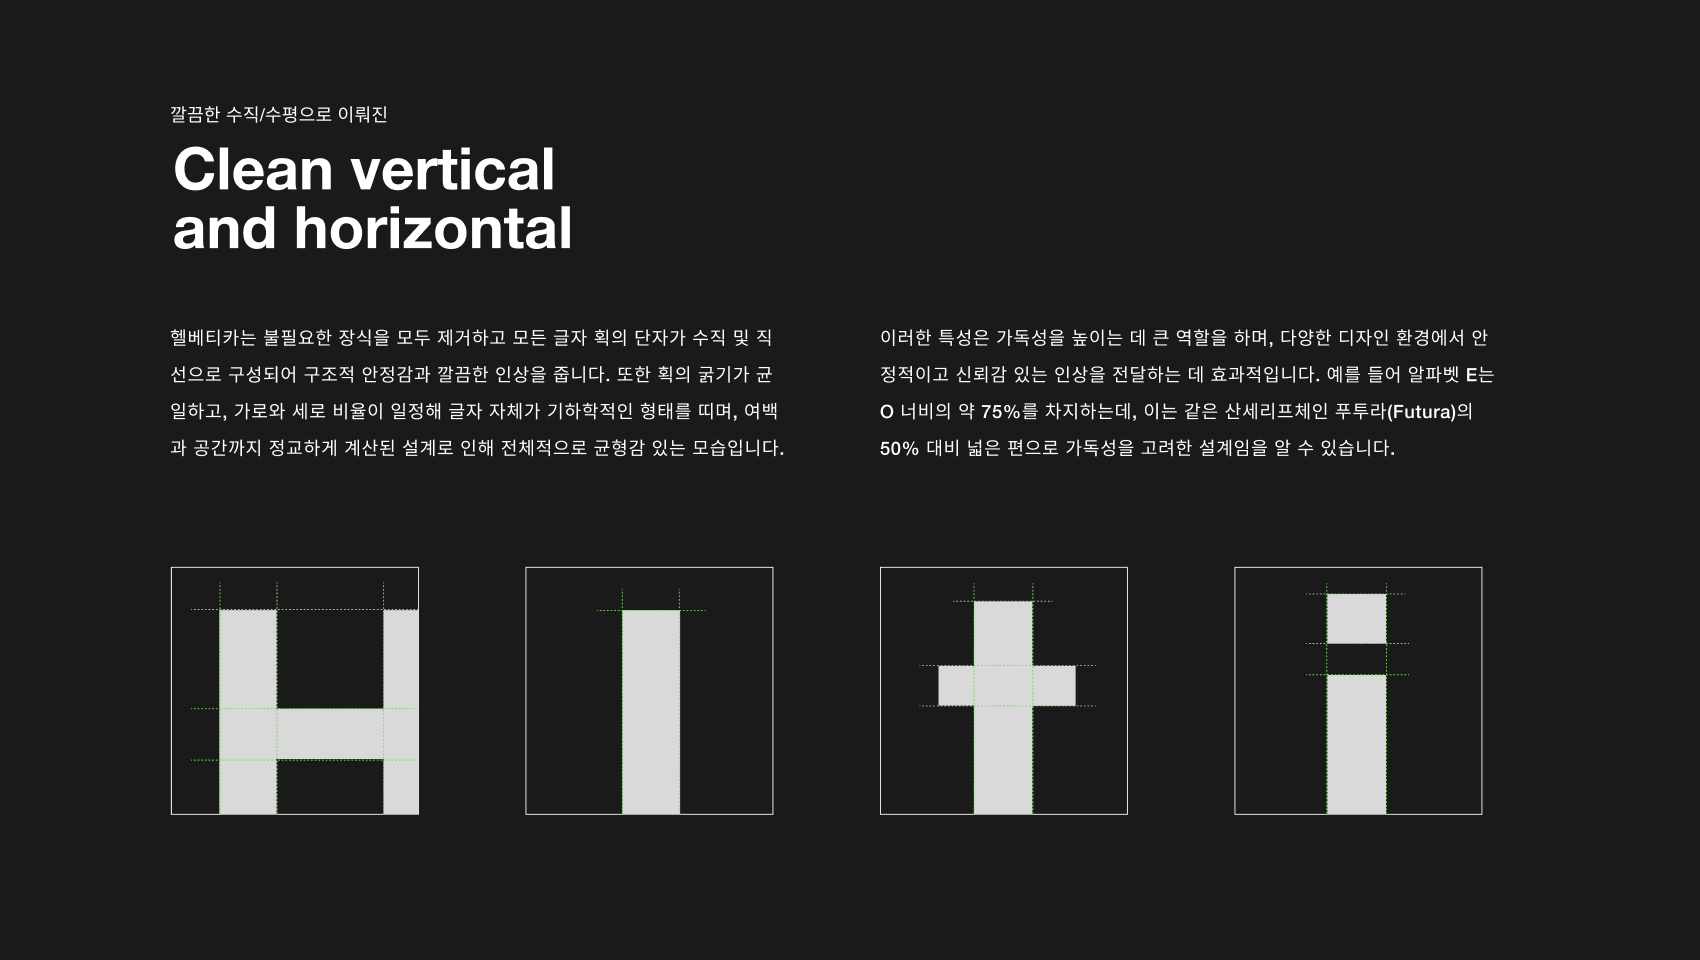 깔끔한 수직/수평으로 이뤄진
Clean vertical
and horizontal
헬베티카는 불필요한 장식을 모두 제거하고 모든 글자 획의 단자가 수직 및 직
선으로 구성되어 구조적 안정감과 깔끔한 인상을 줍니다. 또한 획의 굵기가 균
일하고, 가로와 세로 비율이 일정해 글자 자체가 기하학적인 형태를 띠며, 여백
과 공간까지 정교하게 계산된 설계로 인해 전체적으로 균형감 있는 모습입니다.
이러한 특성은 가독성을 높이는 데 큰 역할을 하며, 다양한 디자인 환경에서 안
정적이고 신뢰감 있는 인상을 전달하는 데 효과적입니다. 예를 들어 알파벳 E는
O 너비의 약 75%를 차지하는데, 이는 같은 산세리프체인 푸투라(Futura)의
50% 대비 넓은 편으로 가독성을 고려한 설계임을 알 수 있습니다.